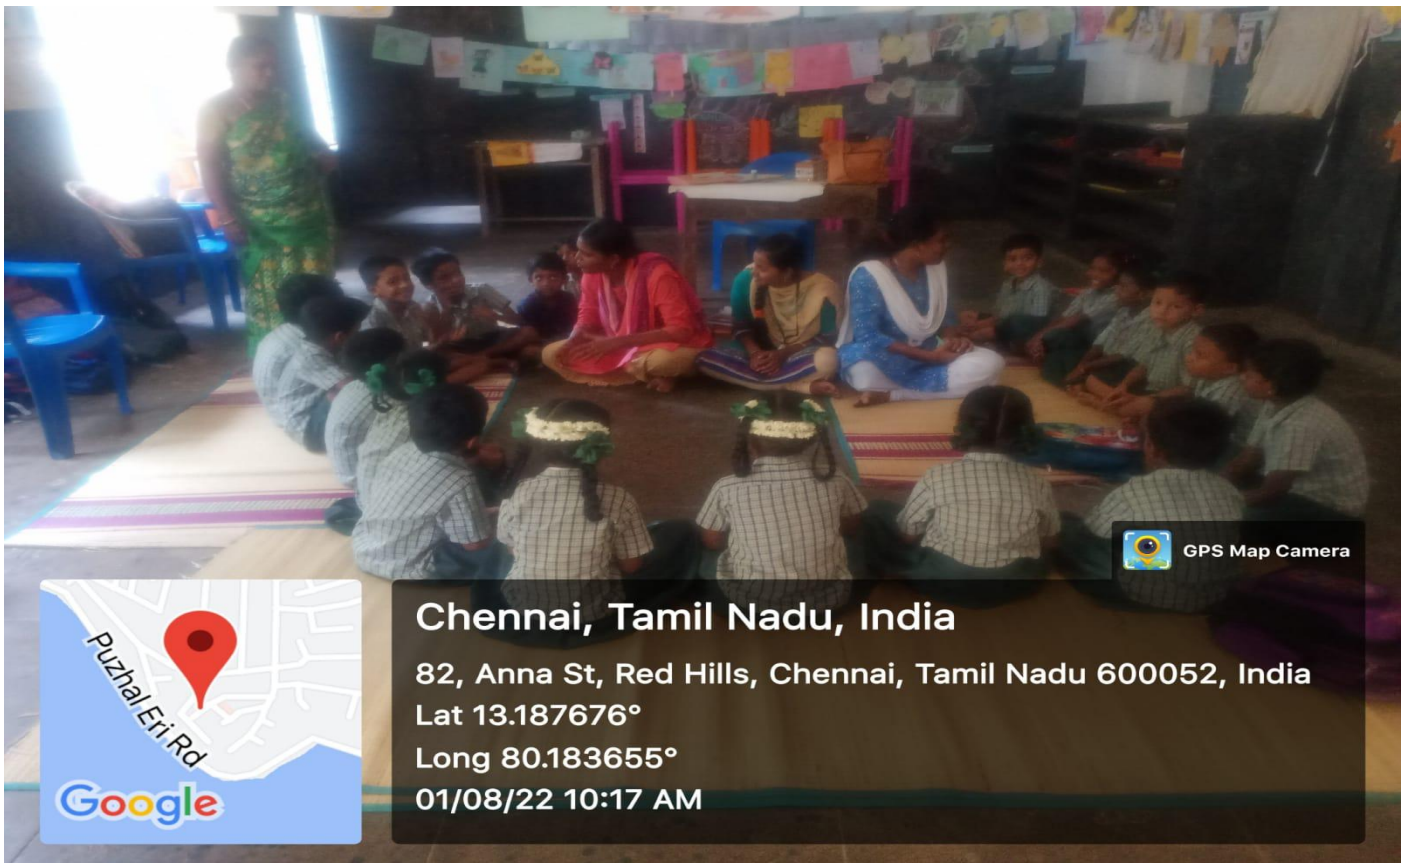 GPS Map Camera
Chennai, Tamil Nadu, India
82, Anna St, Red Hills, Chennai, Tamil Nadu 600052, India
Lat 13.187676°
Long 80.183655°
01/08/22 10:17 AM
Puzhal Eri Rd
Google